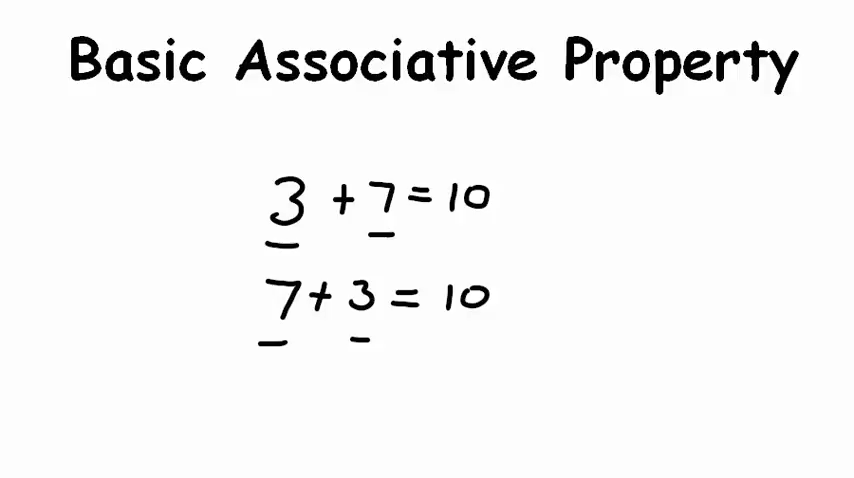 Basic Associative Property
3 + 7 = 10
7 + 3 = 10